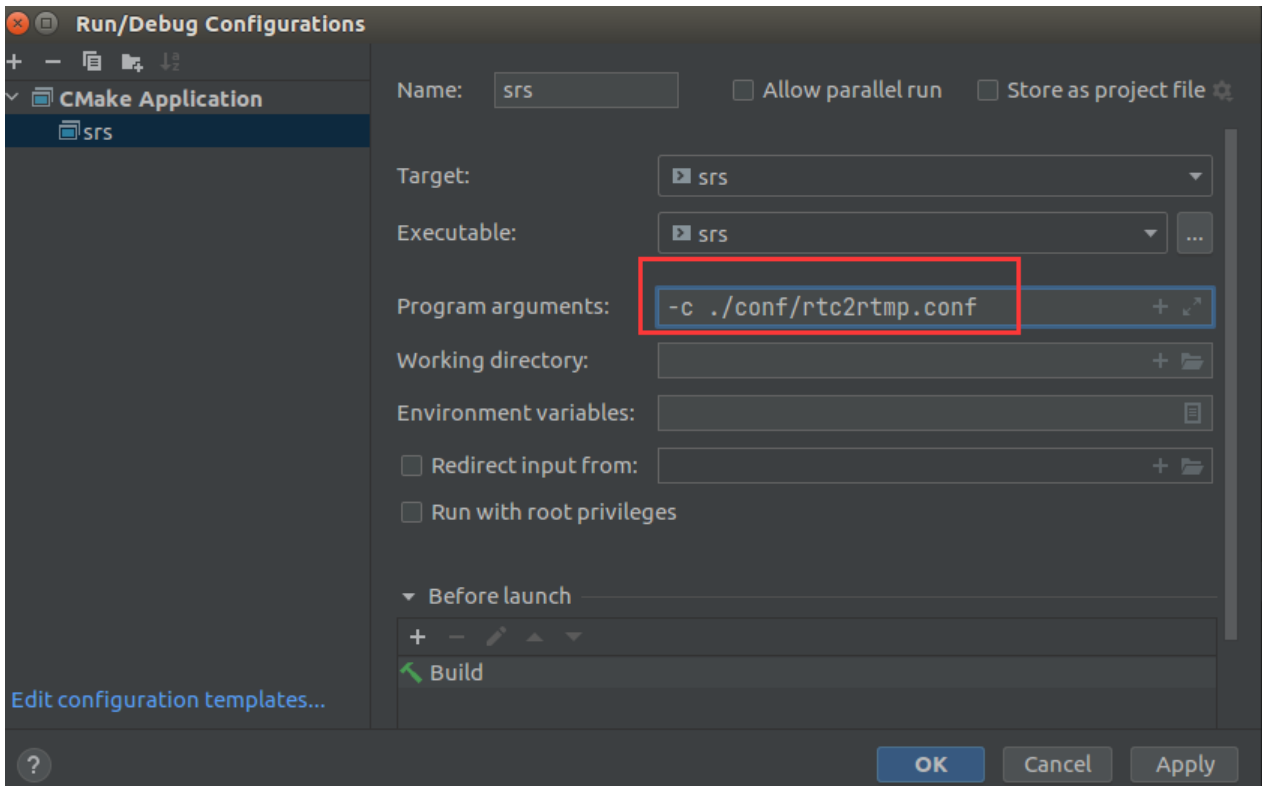 Run/Debug Configurations
CMake Application
srs
Name: srs Allow parallel run Store as project file
Target: srs
Executable: srs ...
Program arguments: -c ./conf/rtc2rtmp.conf
Working directory:
Environment variables:
Redirect input from:
Run with root privileges
Before launch
Build
Edit configuration templates...
? OK Cancel Apply